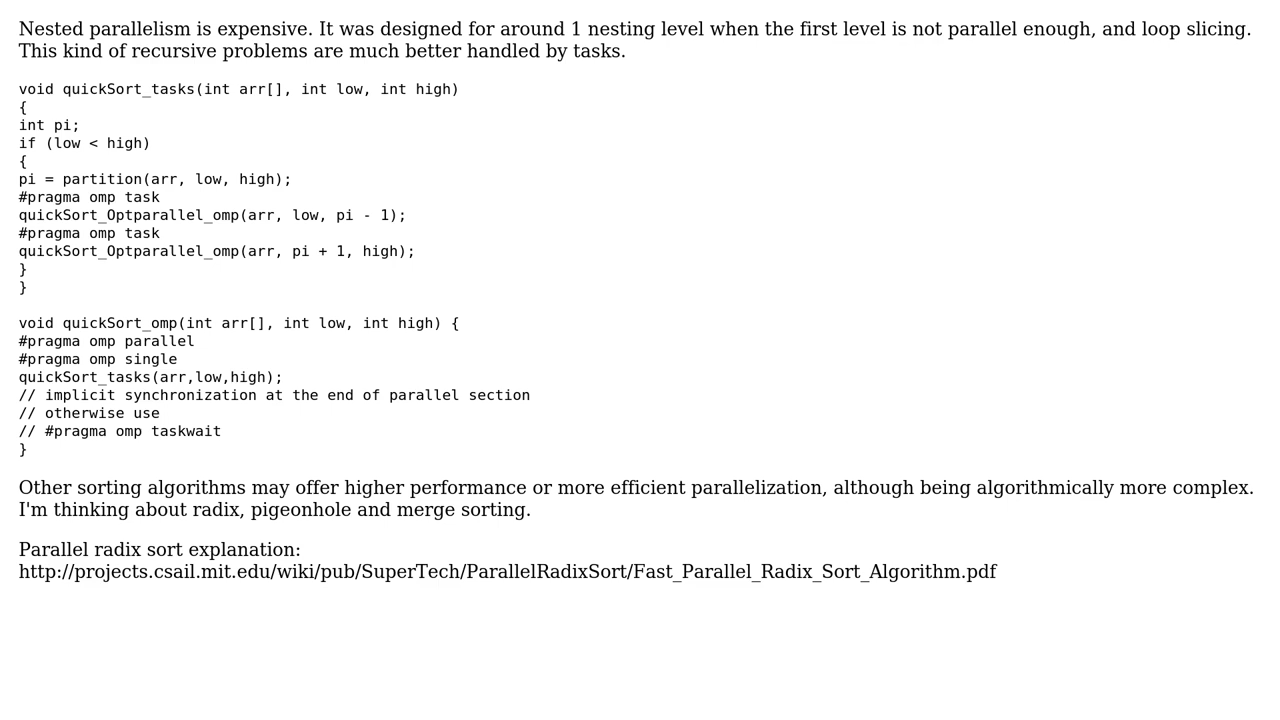 Nested parallelism is expensive. It was designed for around 1 nesting level when the first level is not parallel enough, and loop slicing.
This kind of recursive problems are much better handled by tasks.
void quickSort_tasks(int arr[], int low, int high)
{
int pi;
if (low < high)
{
pi = partition(arr, low, high);
#pragma omp task
quickSort_Optparallel_omp(arr, low, pi - 1);
#pragma omp task
quickSort_Optparallel_omp(arr, pi + 1, high);
}
}
void quickSort_omp(int arr[], int low, int high) {
#pragma omp parallel
#pragma omp single
quickSort_tasks(arr,low,high);
// implicit synchronization at the end of parallel section
// otherwise use
// #pragma omp taskwait
}
Other sorting algorithms may offer higher performance or more efficient parallelization, although being algorithmically more complex.
I'm thinking about radix, pigeonhole and merge sorting.
Parallel radix sort explanation:
http://projects.csail.mit.edu/wiki/pub/SuperTech/ParallelRadixSort/Fast_Parallel_Radix_Sort_Algorithm.pdf